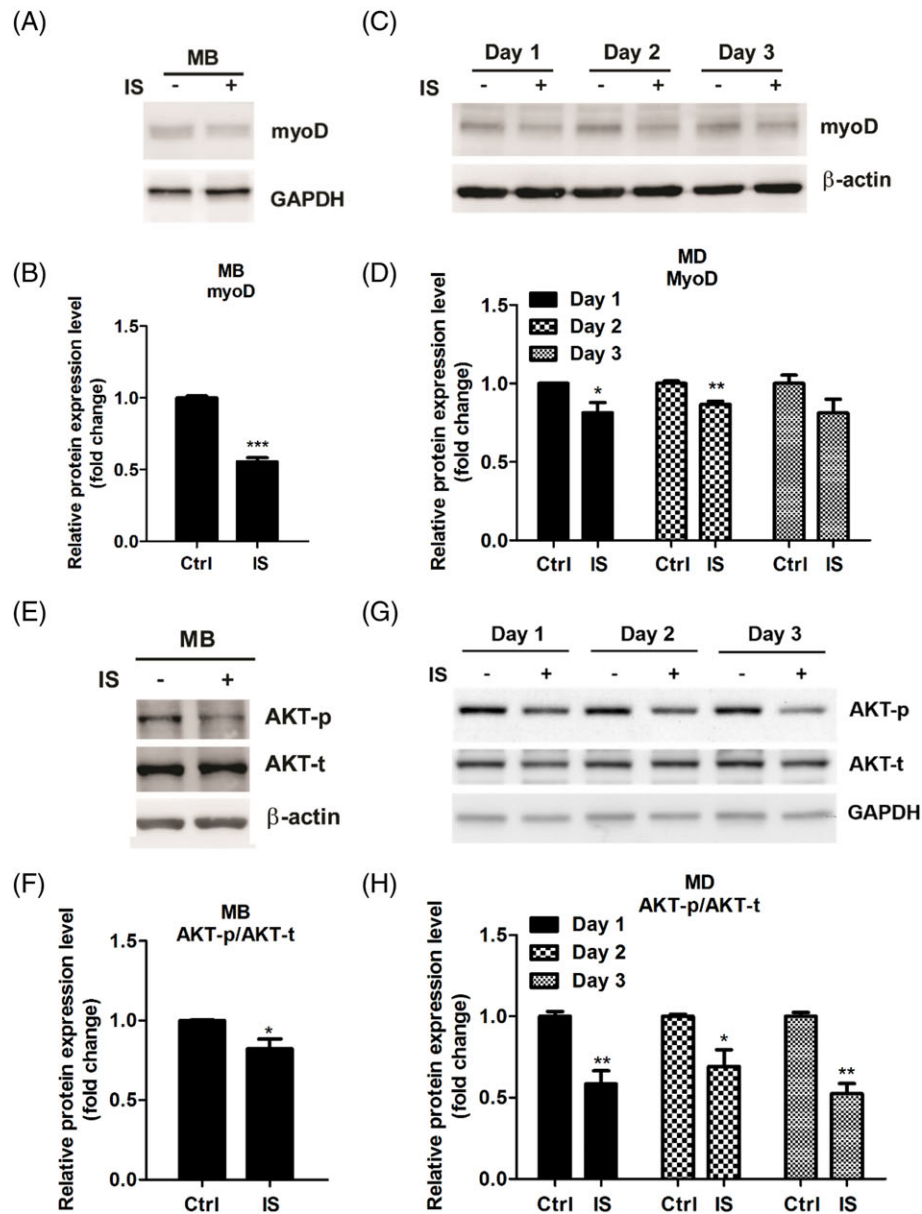 (A)
MB
IS - +
myoD
GAPDH
(C)
Day 1 Day 2 Day 3
IS - + - + - +
myoD
β-actin
(B)
MB
myoD
Relative protein expression level
(fold change)
1.5
1.0
0.5
0.0
***
Ctrl IS
(D)
MD
MyoD
Relative protein expression level
(fold change)
1.5
1.0
0.5
0.0
Day 1
Day 2
Day 3
* **
Ctrl IS Ctrl IS Ctrl IS
(E)
MB
IS - +
AKT-p
AKT-t
β-actin
(G)
Day 1 Day 2 Day 3
IS - + - + - +
AKT-p
AKT-t
GAPDH
(F)
MB
AKT-p/AKT-t
Relative protein expression level
(fold change)
1.5
1.0
0.5
0.0
*
Ctrl IS
(H)
MD
AKT-p/AKT-t
Relative protein expression level
(fold change)
1.5
1.0
0.5
0.0
Day 1
Day 2
Day 3
** * **
Ctrl IS Ctrl IS Ctrl IS